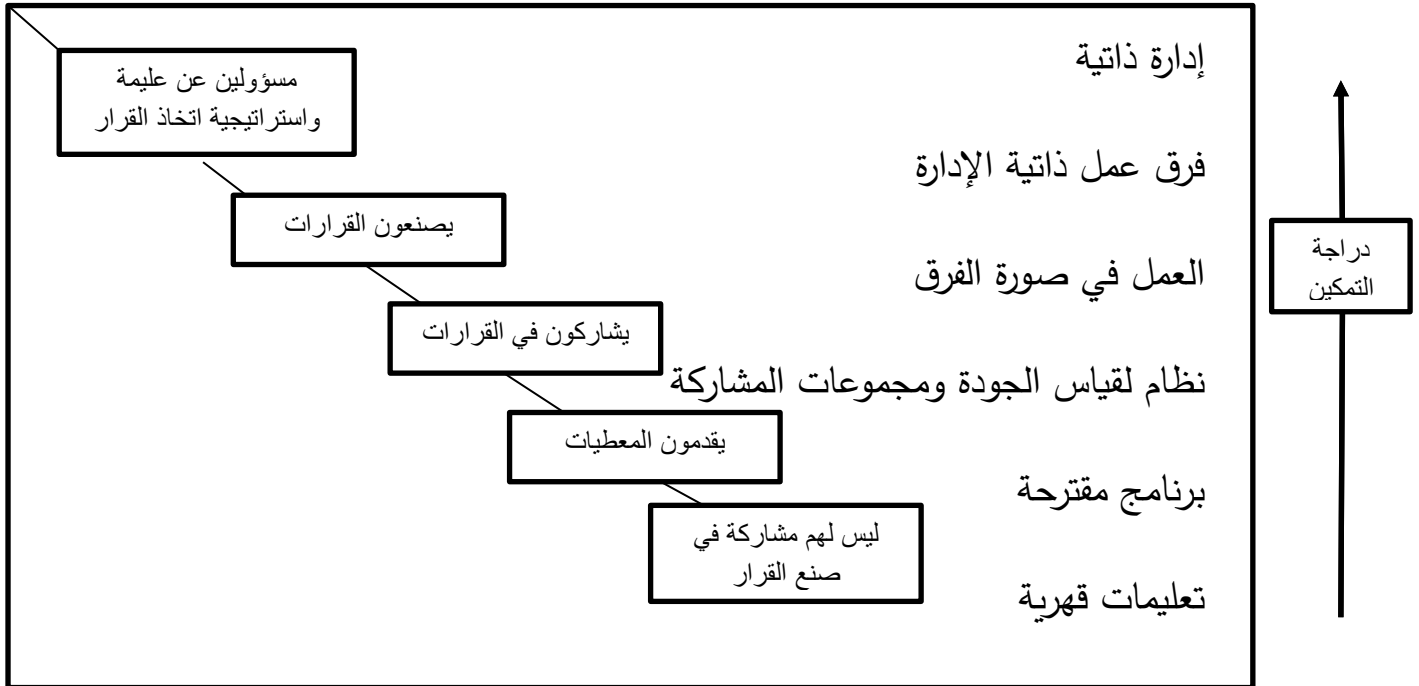 إدارة ذاتية
مسؤولين عن عليمة
واستراتيجية اتخاذ القرار
فرق عمل ذاتية الإدارة
يصنعون القرارات
دراجة
التمكين
العمل في صورة الفرق
يشاركون في القرارات
نظام لقياس الجودة ومجموعات المشاركة
يقدمون المعطيات
برنامج مقترحة
ليس لهم مشاركة في
صنع القرار
تعليمات قهرية